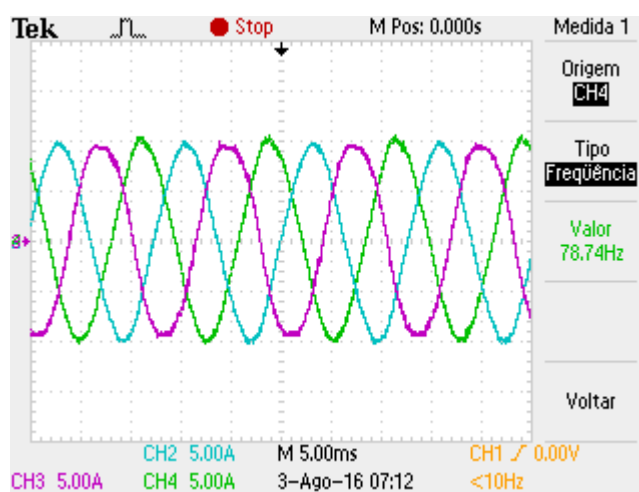 Tek Stop M Pos: 0.000s Medida 1
Origem
CH4
Tipo
Freqüência
Valor
78.74Hz
Voltar
CH2 5.00A M 5.00ms CH1 0.00V
CH3 5.00A CH4 5.00A 3-Ago-16 07:12 <10Hz